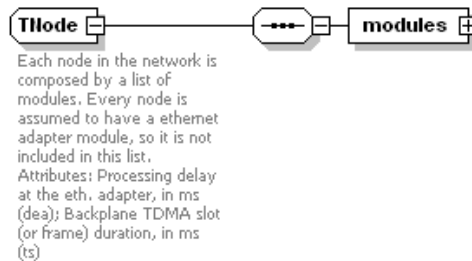 TNode
modules
Each node in the network is
composed by a list of
modules. Every node is
assumed to have a ethernet
adapter module, so it is not
included in this list.
Attributes: Processing delay
at the eth. adapter, in ms
(dea); Backplane TDMA slot
(or frame) duration, in ms
(ts)